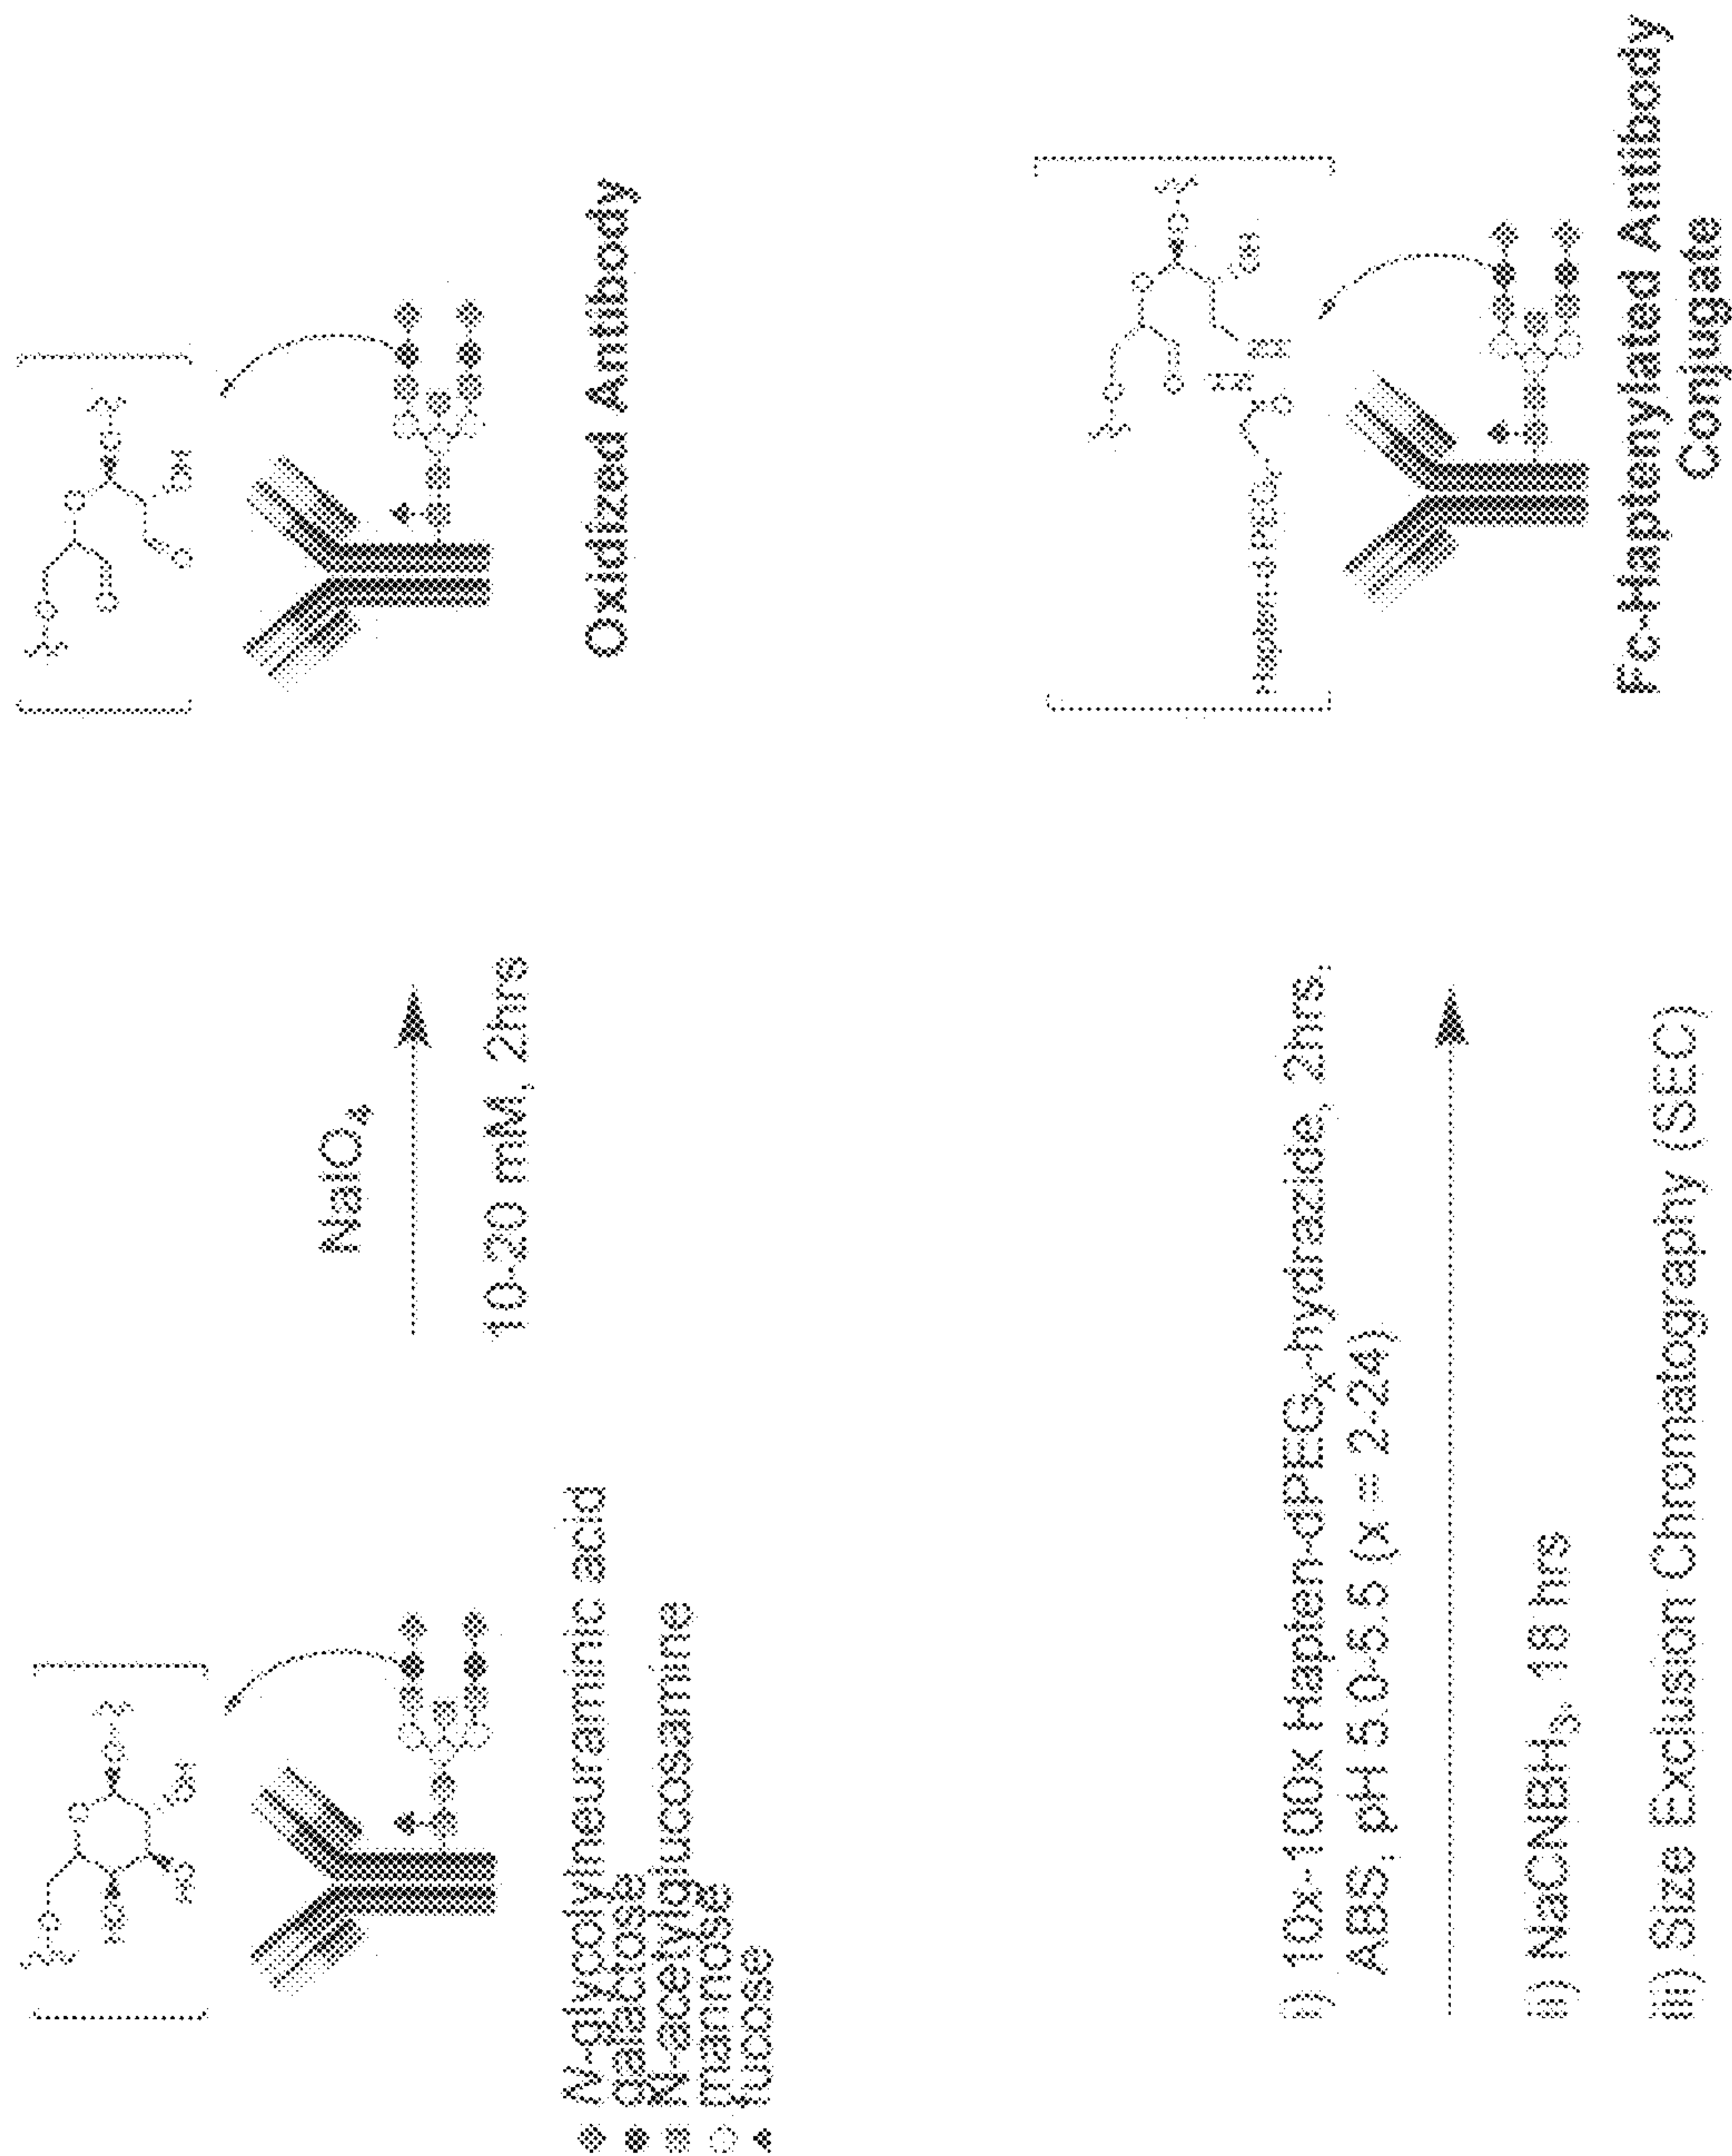 NaIO4
10-20 mM, 2hrs
N-glycolylneuraminic acid
galactose
N-acetylglucosamine
mannose
fucose
Oxidized Antibody
i) 10x-100x Hapten-dPEGx-hydrazide, 2hrs.
ABS, pH 5.0-5.5 (x = 2-24)
ii) NaCNBH3, 18 hrs
iii) Size Exclusion Chromatography (SEC)
Hapten-dPEGx
Fc-Haptenylated Antibody
Conjugate